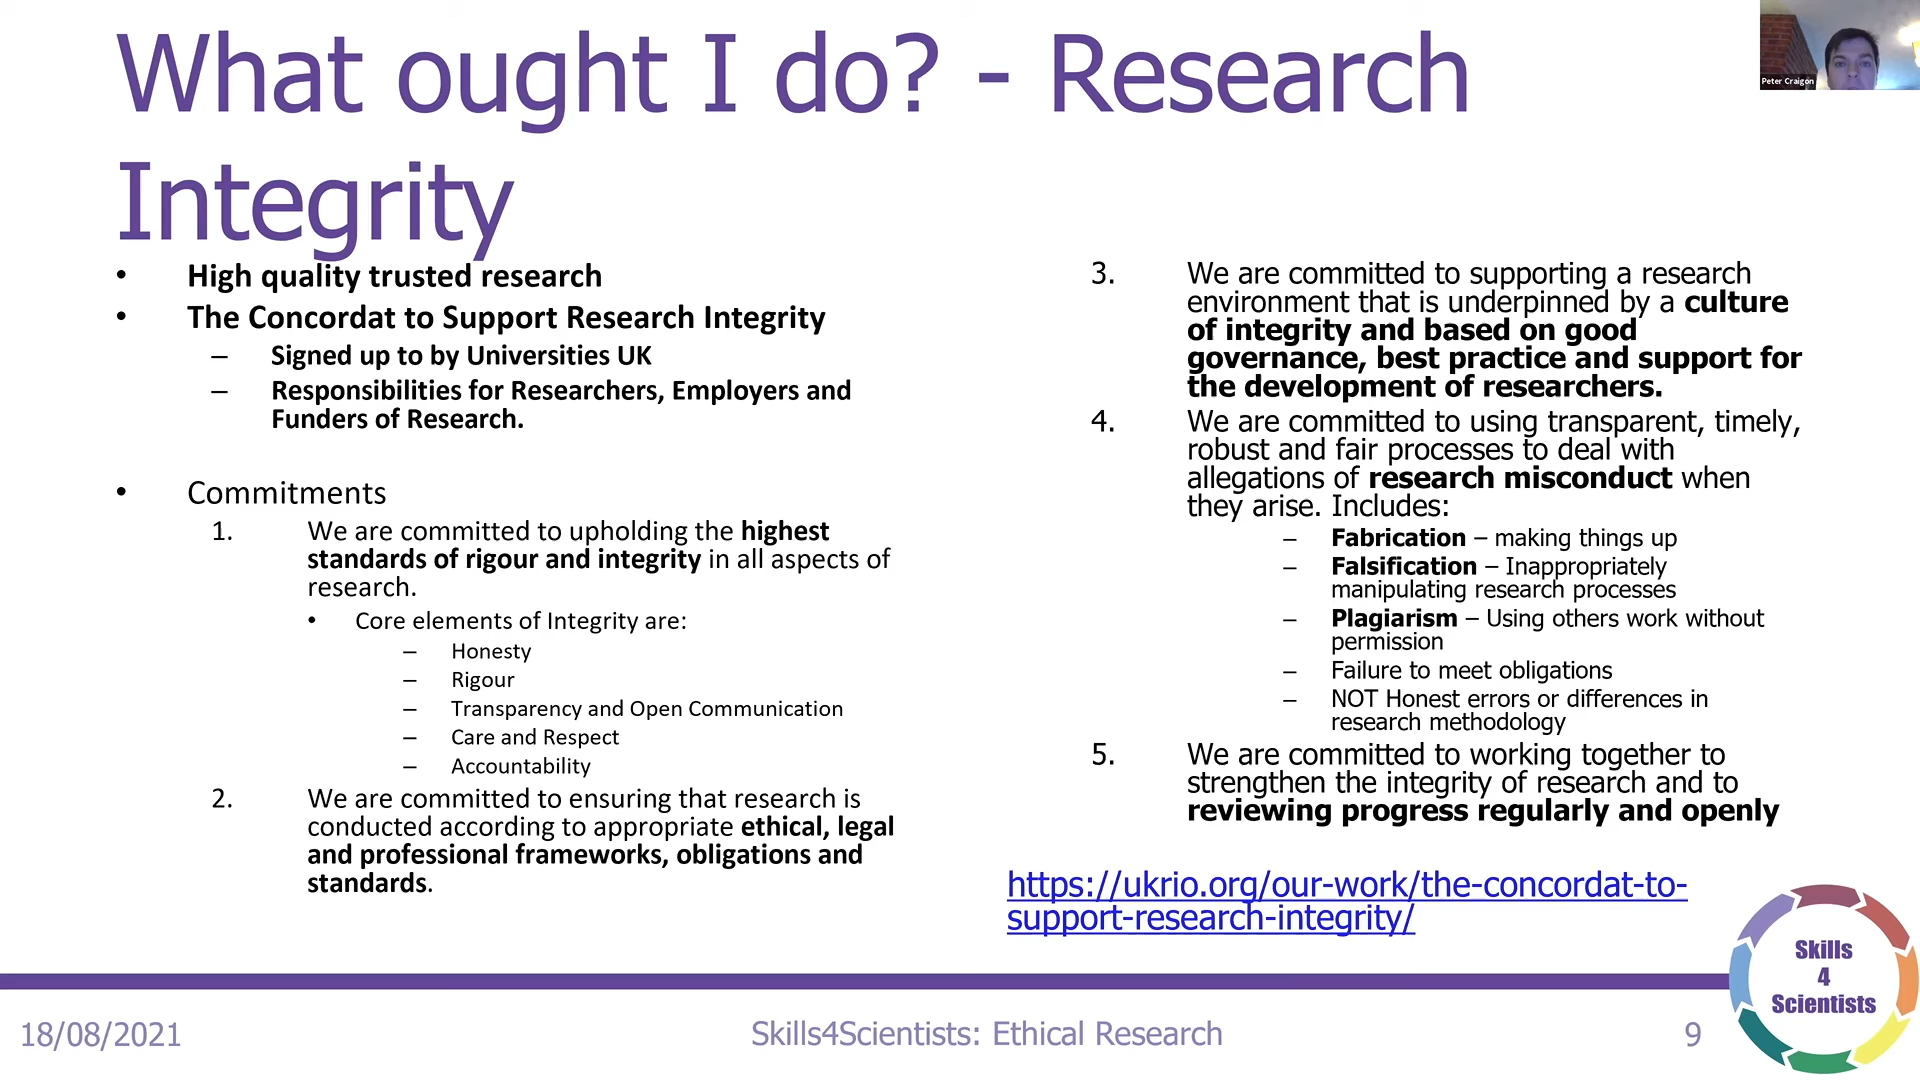 What ought I do? - Research
Integrity
• High quality trusted research
• The Concordat to Support Research Integrity
– Signed up to by Universities UK
– Responsibilities for Researchers, Employers and
Funders of Research.
• Commitments
1. We are committed to upholding the highest
standards of rigour and integrity in all aspects of
research.
• Core elements of Integrity are:
– Honesty
– Rigour
– Transparency and Open Communication
– Care and Respect
– Accountability
2. We are committed to ensuring that research is
conducted according to appropriate ethical, legal
and professional frameworks, obligations and
standards.
3. We are committed to supporting a research
environment that is underpinned by a culture
of integrity and based on good
governance, best practice and support for
the development of researchers.
4. We are committed to using transparent, timely,
robust and fair processes to deal with
allegations of research misconduct when
they arise. Includes:
– Fabrication – making things up
– Falsification – Inappropriately
manipulating research processes
– Plagiarism – Using others work without
permission
– Failure to meet obligations
– NOT Honest errors or differences in
research methodology
5. We are committed to working together to
strengthen the integrity of research and to
reviewing progress regularly and openly
https://ukrio.org/our-work/the-concordat-to-
support-research-integrity/
18/08/2021
Skills4Scientists: Ethical Research
9
Skills
4
Scientists
Peter Craigon